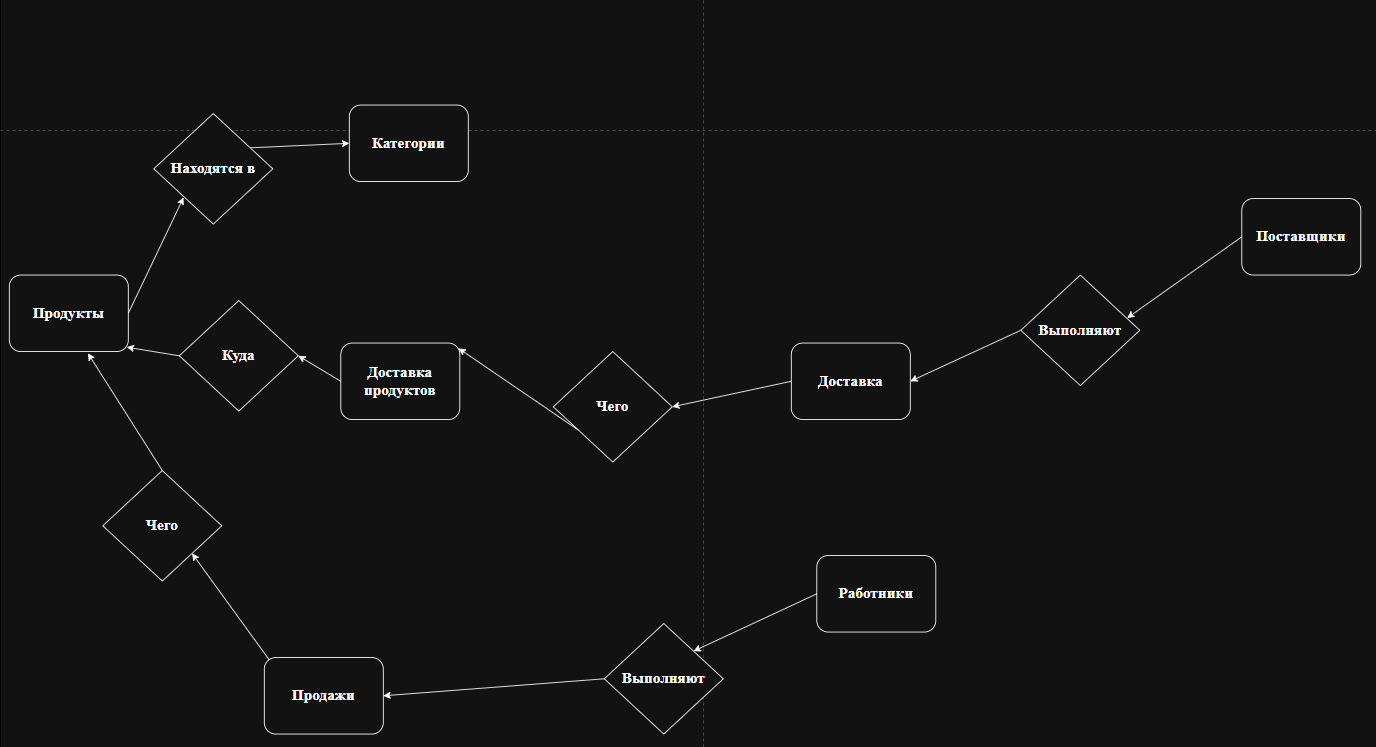 Категории
Находятся в
Поставщики
Продукты
Выполняют
Куда
Доставка
продуктов
Доставка
Чего
Чего
Работники
Выполняют
Продажи